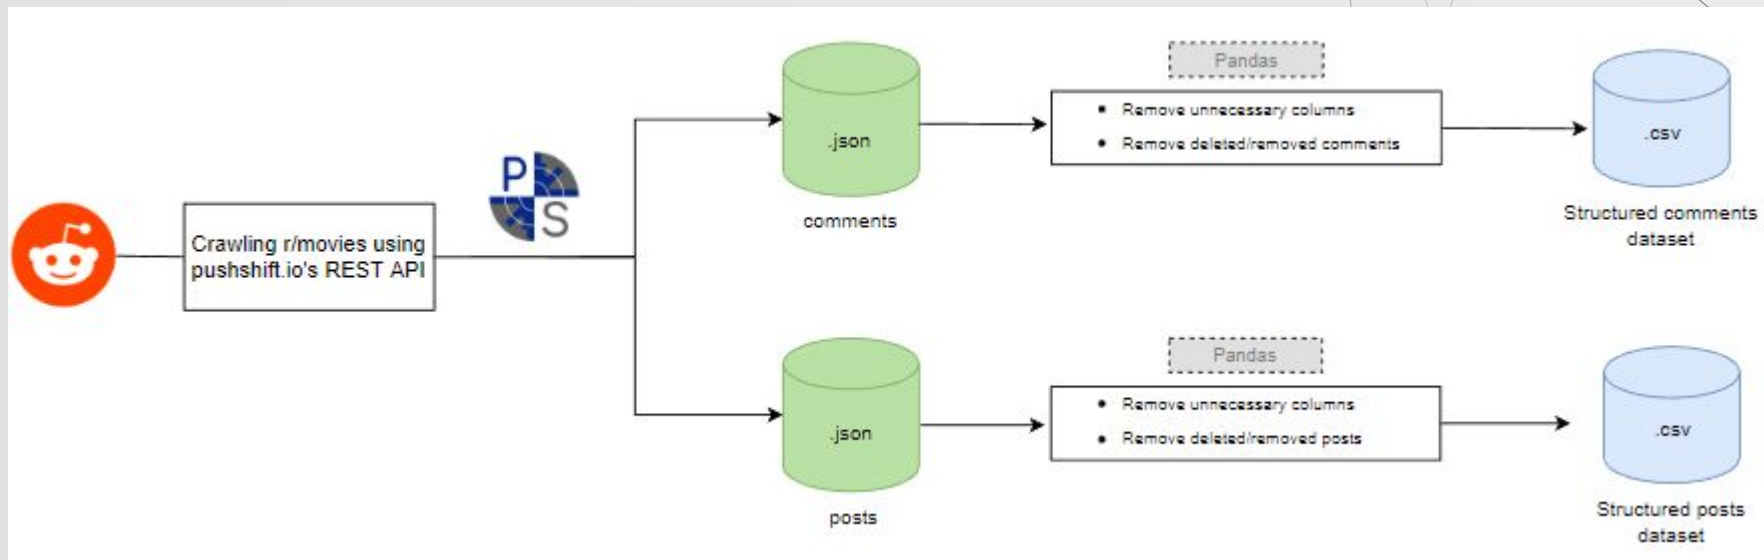 Crawling r/movies using
pushshift.io's REST API
P
S
.json
comments
Pandas
• Remove unnecessary columns
• Remove deleted/removed comments
.csv
Structured comments
dataset
.json
posts
Pandas
• Remove unnecessary columns
• Remove deleted/removed posts
.csv
Structured posts
dataset